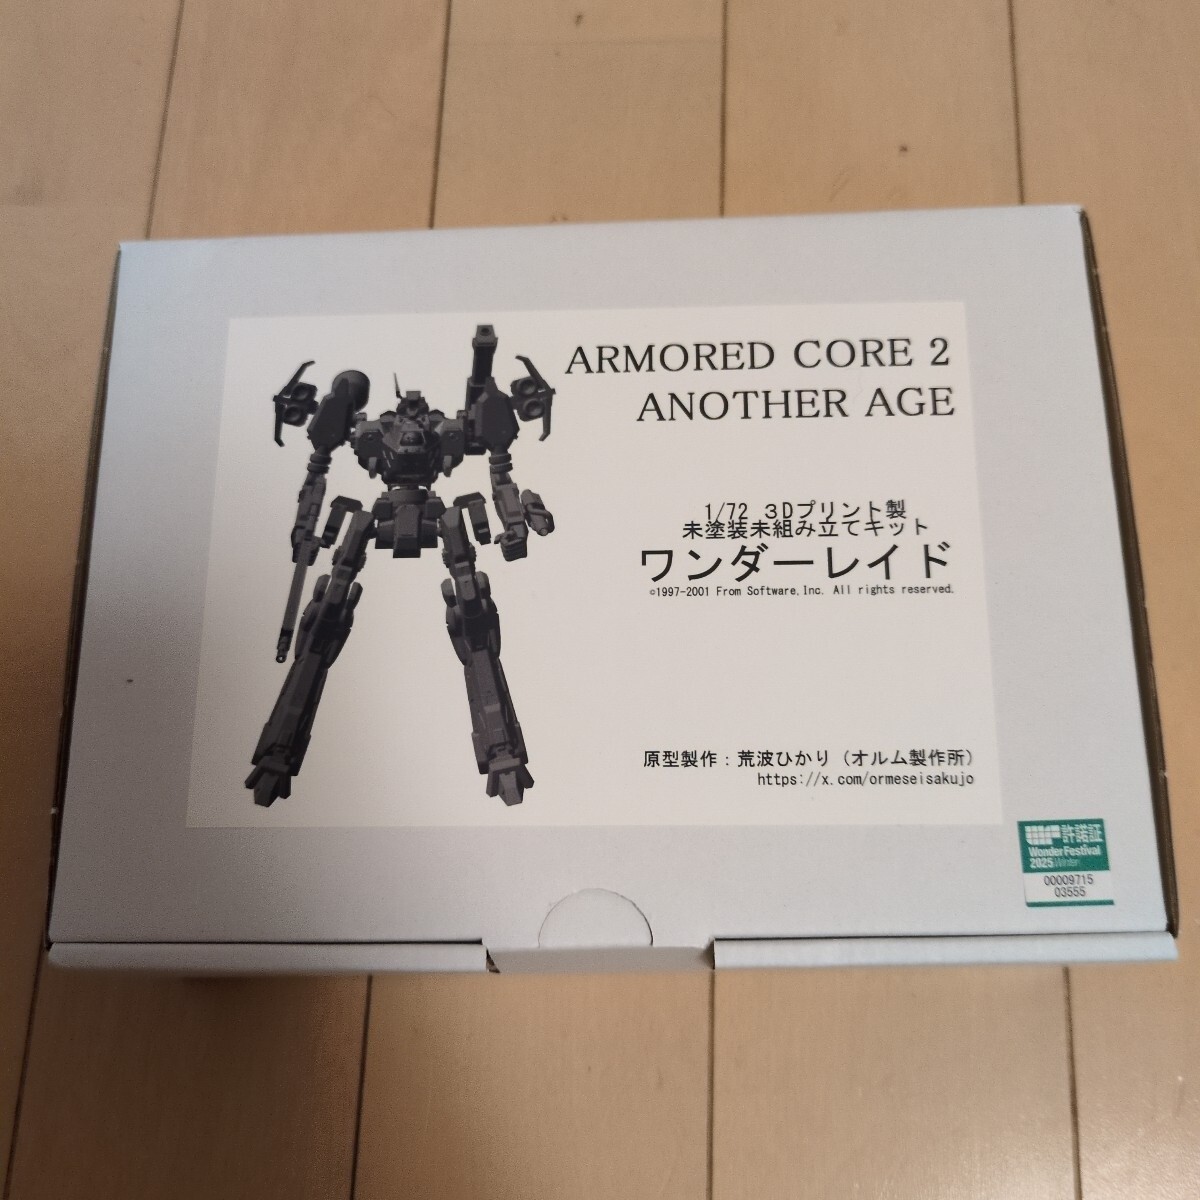 ARMORED CORE 2
ANOTHER AGE
1/72 3Dプリント製
未塗装未組み立てキット
ワンダーレイド
©1997-2001 From Software,Inc. All rights reserved.
原型製作：荒波ひかり（オルム製作所）
https://x.com/ormeseisakujo
許諾証
Wonder Festival
2025 Winter
00009715
03555